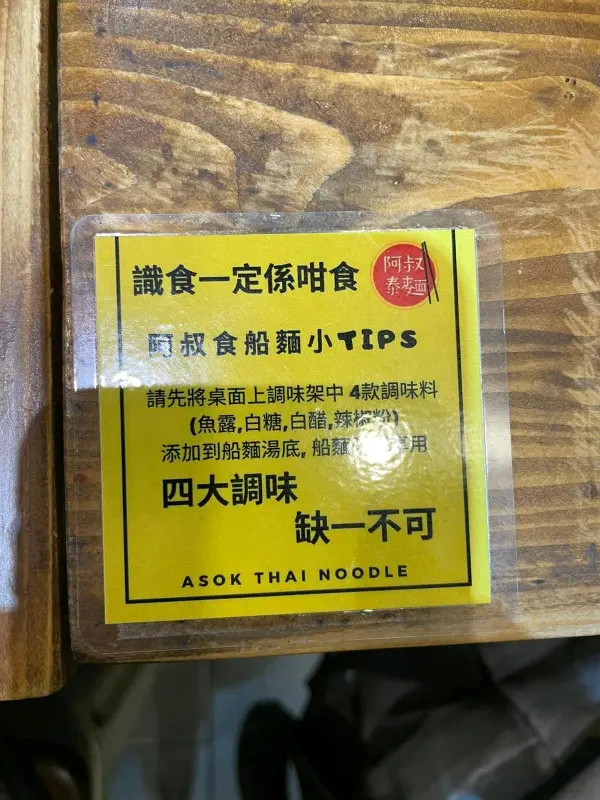 識食一定係咁食
阿叔
泰麵
阿叔食船麵小TIPS
請先將桌面上調味架中 4款調味料
(魚露,白糖,白醋,辣椒粉)
添加到船麵湯底, 船麵享用
四大調味
缺一不可
ASOK THAI NOODLE